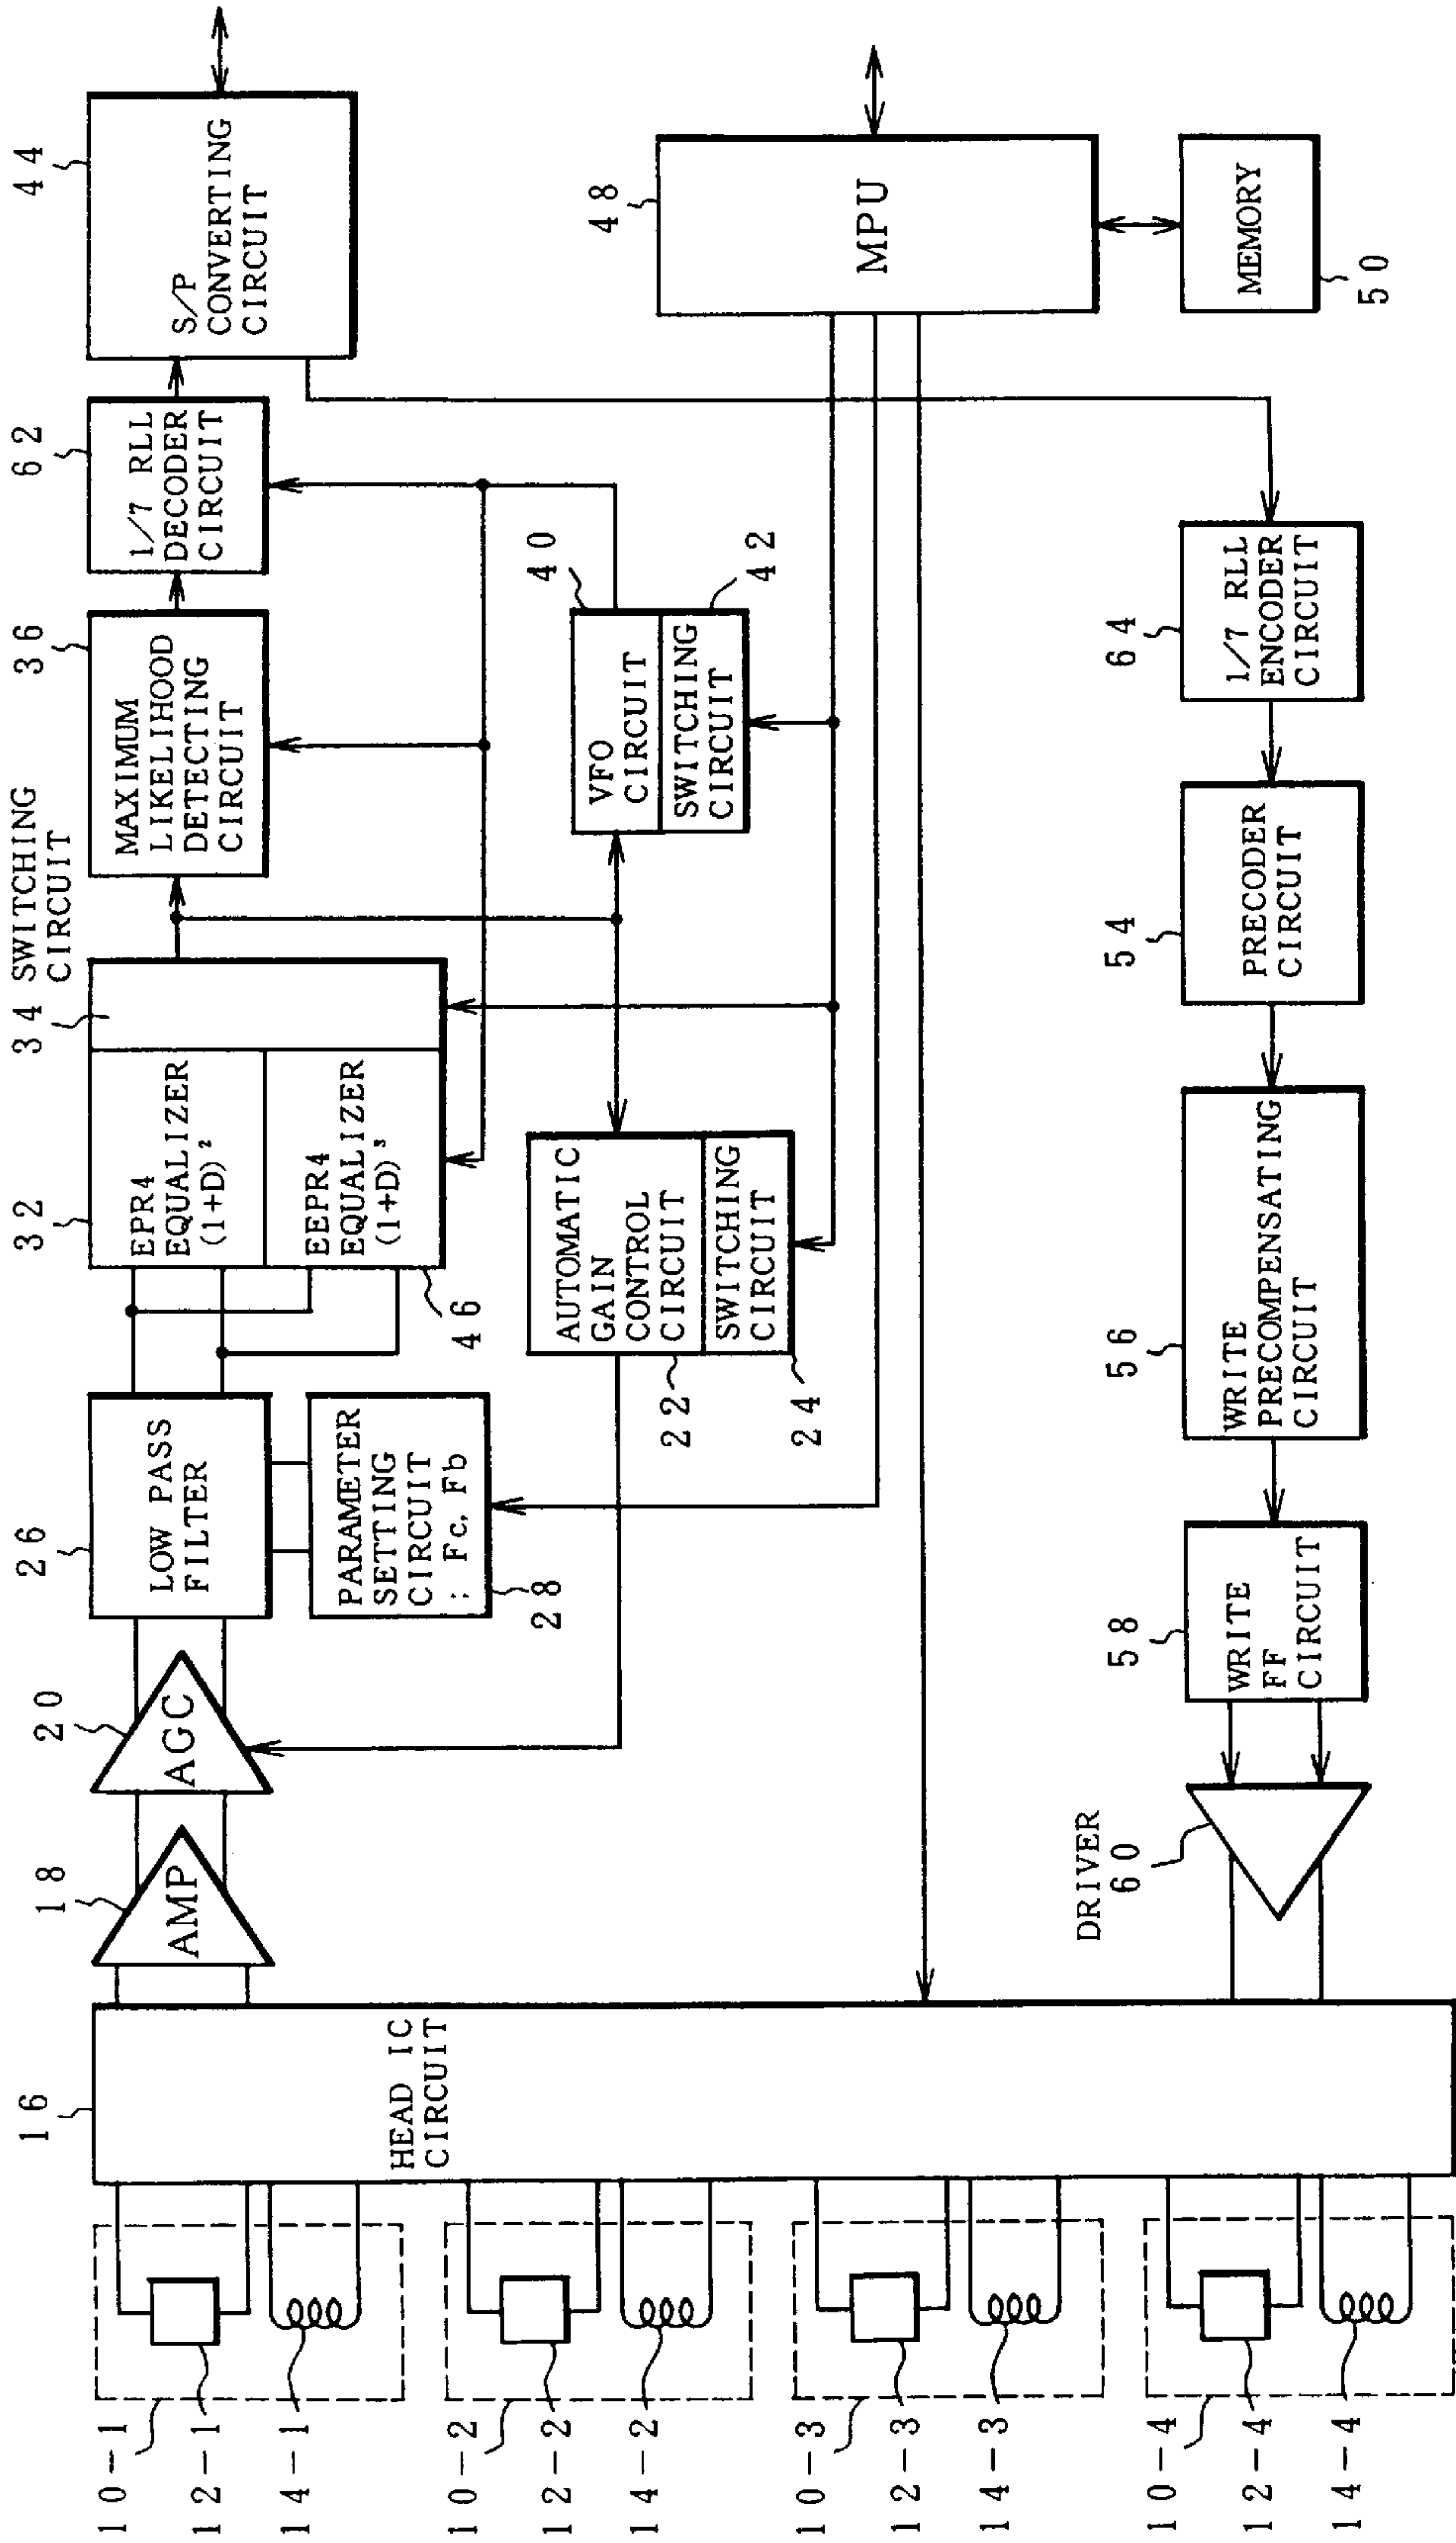 10-1
12-1
14-1
10-2
12-2
14-2
10-3
12-3
14-3
10-4
12-4
14-4
16
HEAD IC
CIRCUIT
18
AMP
20
AGC
26
LOW PASS
FILTER
PARAMETER
SETTING
CIRCUIT
: Fc, Fb
28
32
EPR4
EQUALIZER
(1+D)²
EEPR4
EQUALIZER
(1+D)³
46
34 SWITCHING
CIRCUIT
AUTOMATIC
GAIN
CONTROL
CIRCUIT
SWITCHING
CIRCUIT
22
24
36
MAXIMUM
LIKELIHOOD
DETECTING
CIRCUIT
VFO
CIRCUIT
SWITCHING
CIRCUIT
40
42
62
1/7 RLL
DECODER
CIRCUIT
44
S/P
CONVERTING
CIRCUIT
48
MPU
MEMORY
50
64
1/7 RLL
ENCODER
CIRCUIT
54
PRECODER
CIRCUIT
56
WRITE
PRECOMPENSATING
CIRCUIT
58
WRITE
FF
CIRCUIT
DRIVER
60